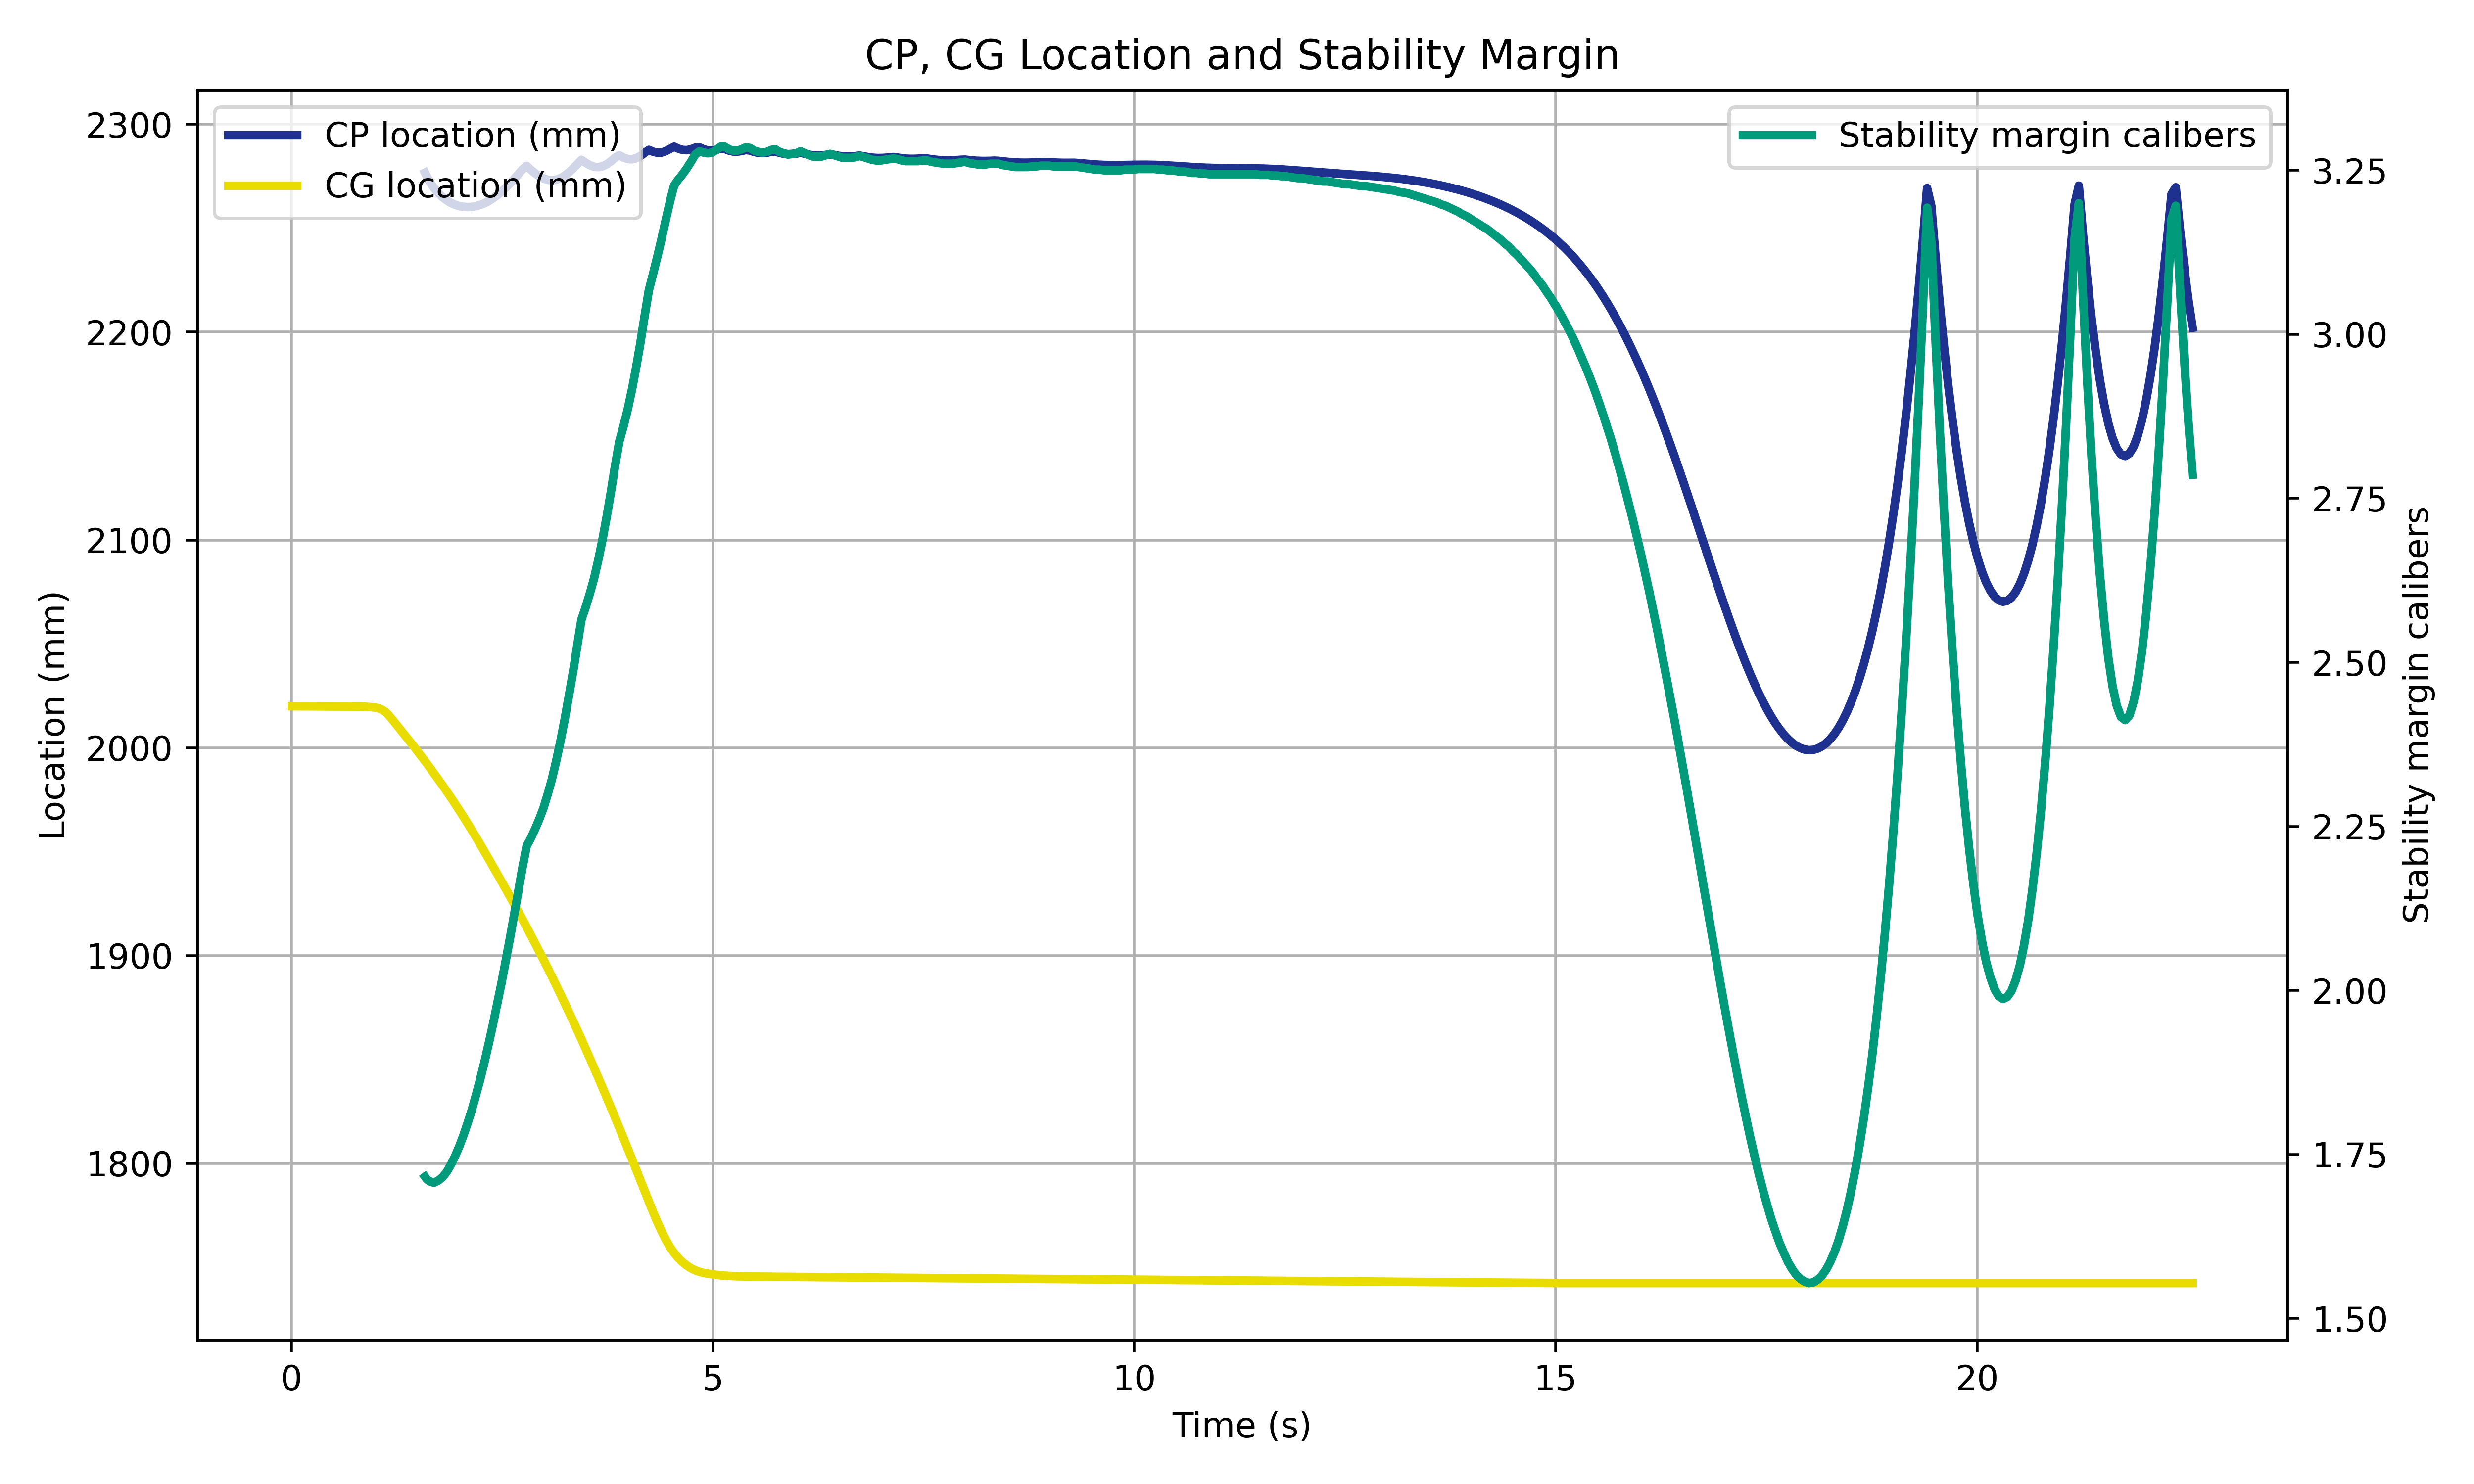 CP, CG Location and Stability Margin
CP location (mm)
CG location (mm)
Stability margin calibers
2300
2200
2100
2000
1900
1800
Location (mm)
3.25
3.00
2.75
2.50
2.25
2.00
1.75
1.50
Stability margin calibers
0 5 10 15 20
Time (s)